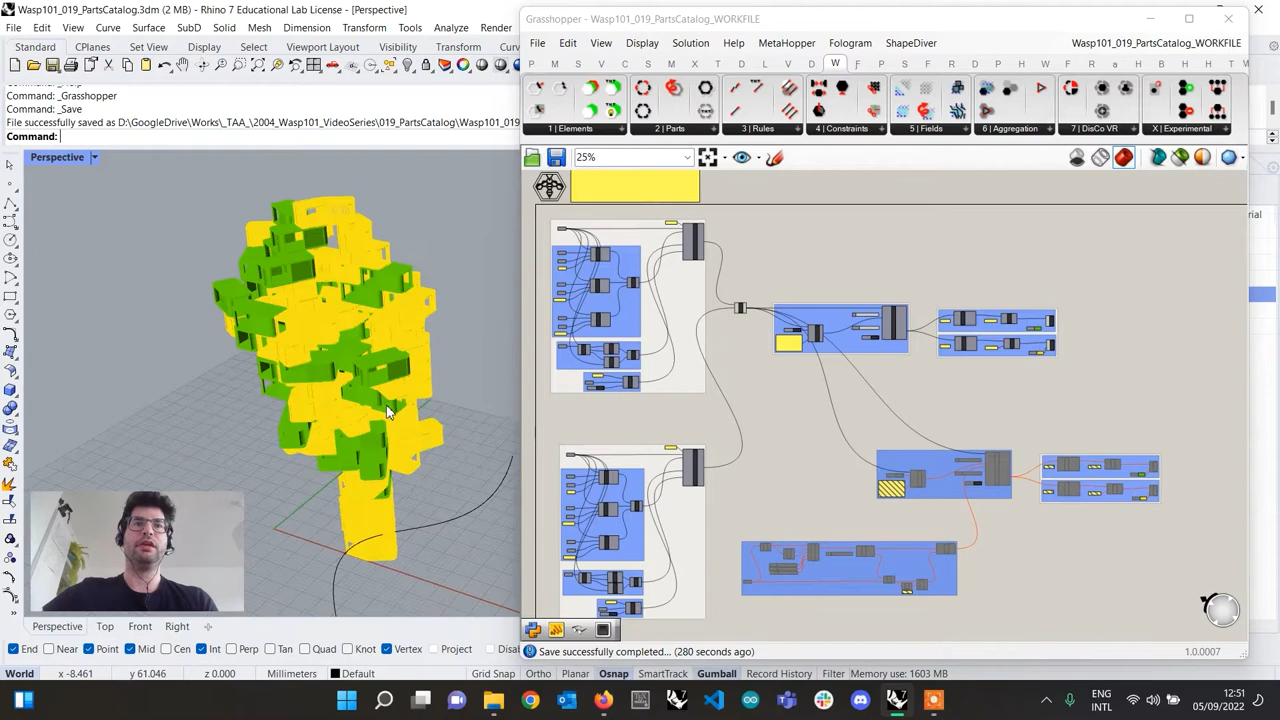 Wasp101_019_PartsCatalog.3dm (2 MB) - Rhino 7 Educational Lab License - [Perspective]
File Edit View Curve Surface SubD Solid Mesh Dimension Transform Tools Analyze Render
Standard CPlanes Set View Display Select Viewport Layout Visibility Transform
Command: _Grasshopper
Command: _Save
File successfully saved as D:\GoogleDrive\Works\_TAA_\2004_Wasp101_VideoSeries\019_PartsCatalog\Wasp101_019
Command:
Perspective
Grasshopper - Wasp101_019_PartsCatalog_WORKFILE
File Edit View Display Solution Help MetaHopper Fologram ShapeDiver Wasp101_019_PartsCatalog_WORKFILE
P M S V C S M I T D W K H L C A P S F R a b T C F M S
1 | Elements 2 | Parts 3 | Rules 4 | Constraints 5 | Fields 6 | Aggregation 7 | DisCo VR X | Experimental
25%
Save successfully completed... (280 seconds ago) 1.0.0007
Perspective Top Front Right
End Near Point Mid Cen Int Perp Tan Quad Knot Vertex Project
World x -8.461 y 61.046 z 0.000 Millimeters Default Grid Snap Ortho Planar Osnap SmartTrack Gumball Record History Filter Memory use: 1603 MB
ENG
INTL
12:51
05/09/2022